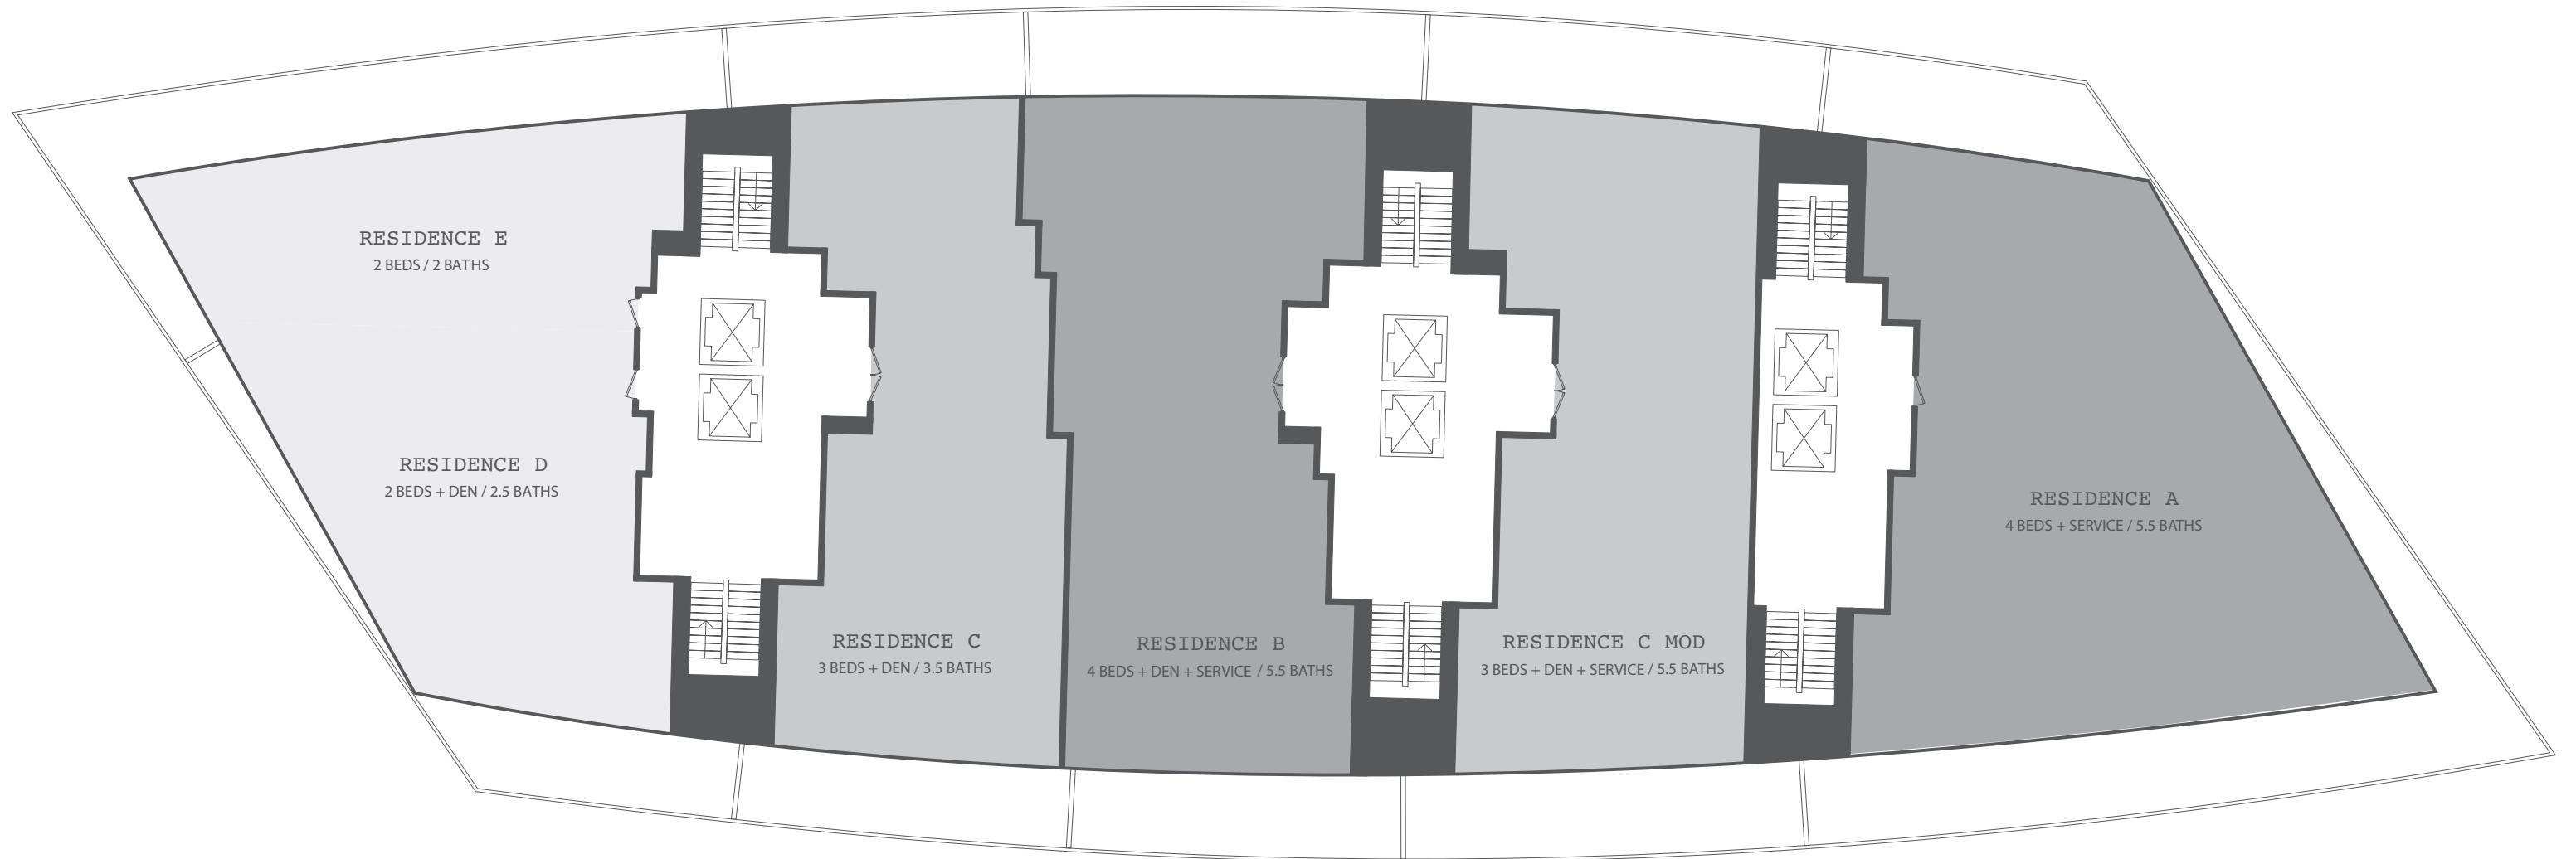 RESIDENCE E
2 BEDS / 2 BATHS
RESIDENCE D
2 BEDS + DEN / 2.5 BATHS
RESIDENCE C
3 BEDS + DEN / 3.5 BATHS
RESIDENCE B
4 BEDS + DEN + SERVICE / 5.5 BATHS
RESIDENCE C MOD
3 BEDS + DEN + SERVICE / 5.5 BATHS
RESIDENCE A
4 BEDS + SERVICE / 5.5 BATHS